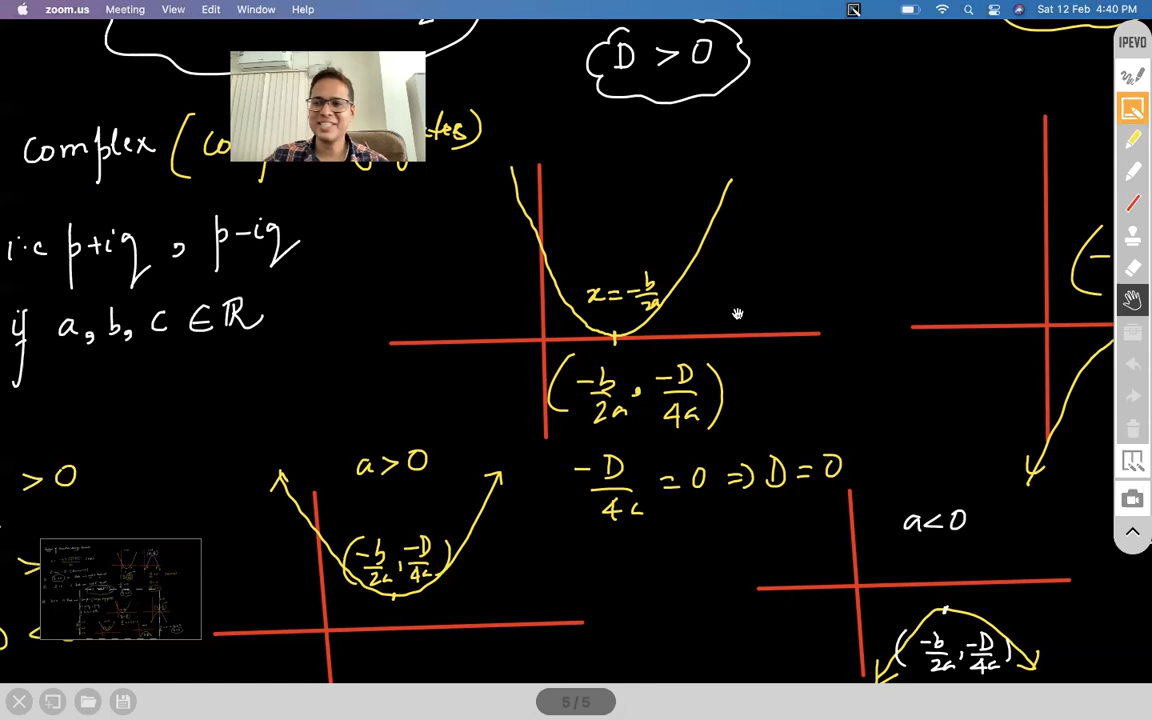 zoom.us Meeting View Edit Window Help Sat 12 Feb 4:40 PM
IPEVO
D > 0
complex
i.e p+iq , p-iq
if a, b, c ∈ ℝ
x = -b/2a
(-b/2a, -D/4a)
-D/4a = 0 ⇒ D = 0
> 0
a > 0
(-b/2a, -D/4a)
a < 0
(-b/2a, -D/4a)
5 / 5